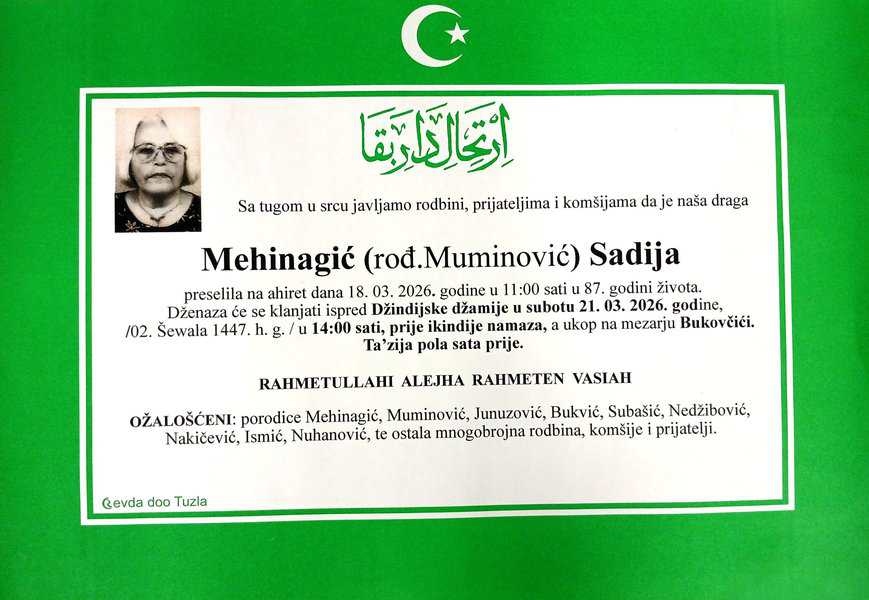 اِرْتِحَالِ دَارِ بَقَا
Sa tugom u srcu javljamo rodbini, prijateljima i komšijama da je naša draga
Mehinagić (rođ.Muminović) Sadija
preselila na ahiret dana 18. 03. 2026. godine u 11:00 sati u 87. godini života.
Dženaza će se klanjati ispred Džindijske džamije u subotu 21. 03. 2026. godine,
/02. Šewala 1447. h. g. / u 14:00 sati, prije ikindije namaza, a ukop na mezarju Bukovčići.
Ta’zija pola sata prije.
RAHMETULLAHI ALEJHA RAHMETEN VASIAH
OŽALOŠĆENI: porodice Mehinagić, Muminović, Junuzović, Bukvić, Subašić, Nedžibović,
Nakičević, Ismić, Nuhanović, te ostala mnogobrojna rodbina, komšije i prijatelji.
evda doo Tuzla